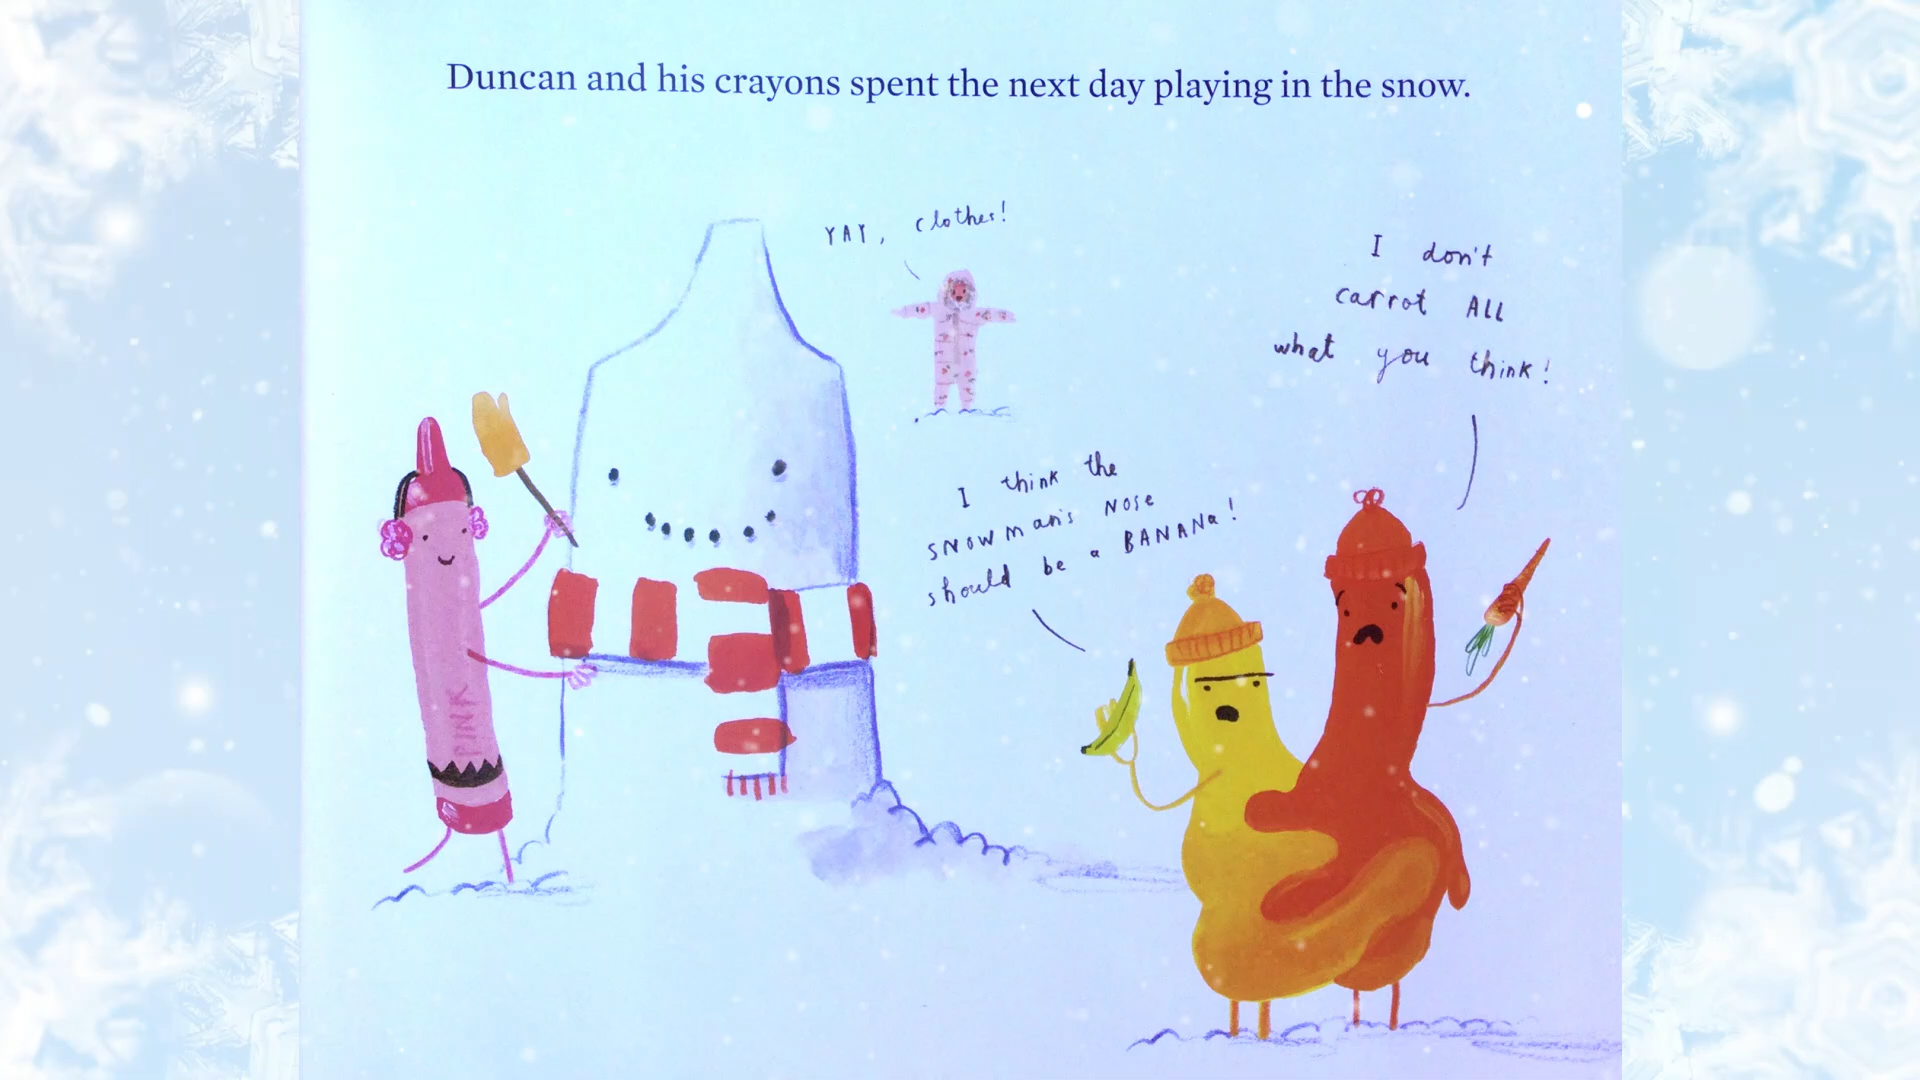 Duncan and his crayons spent the next day playing in the snow.
YAY, clothes!
I don't
carrot ALL
what you think!
I think the
snowman's nose
should be a BANANA!
PINK